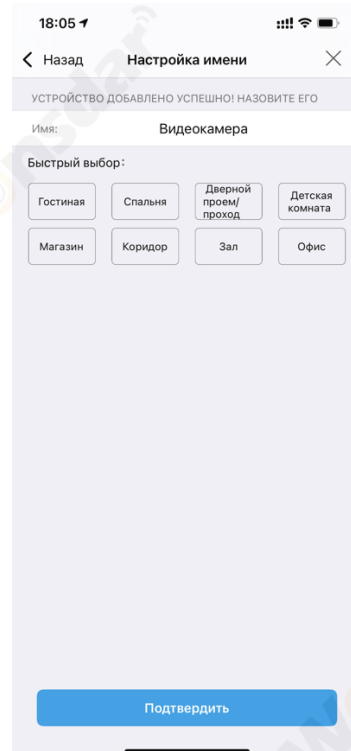 18:05
Назад Настройка имени
УСТРОЙСТВО ДОБАВЛЕНО УСПЕШНО! НАЗОВИТЕ ЕГО
Имя: Видеокамера
Быстрый выбор:
Гостиная
Спальня
Дверной
проем/
проход
Детская
комната
Магазин
Коридор
Зал
Офис
Подтвердить